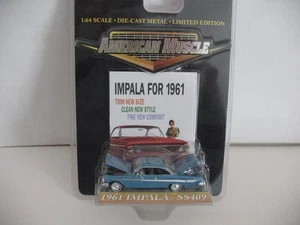 1:64 SCALE • DIE-CAST METAL • LIMITED EDITION
AMERICAN MUSCLE
IMPALA FOR 1961
TRIM NEW SIZE
CLEAN NEW STYLE
FINE NEW COMFORT
1961 IMPALA SS409